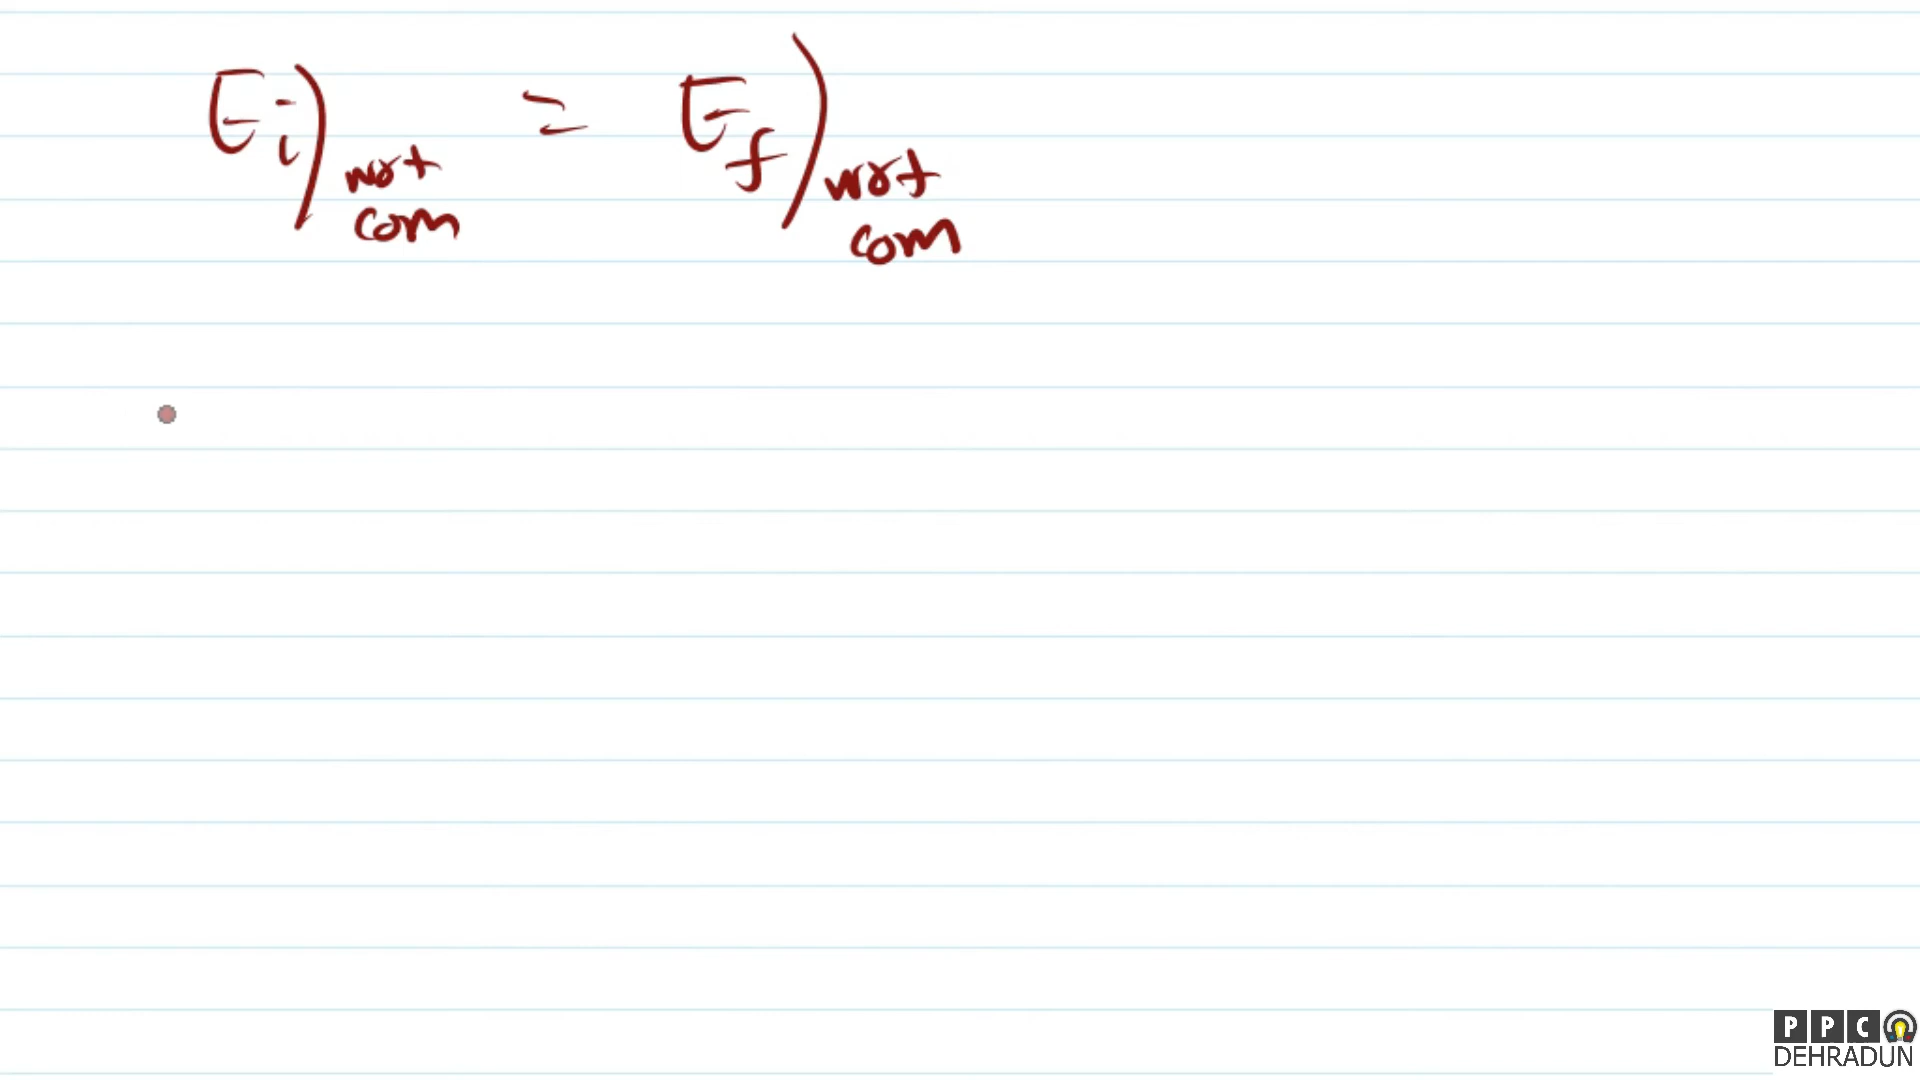 Ei) wrt com = Ef) wrt com
PPC
DEHRADUN